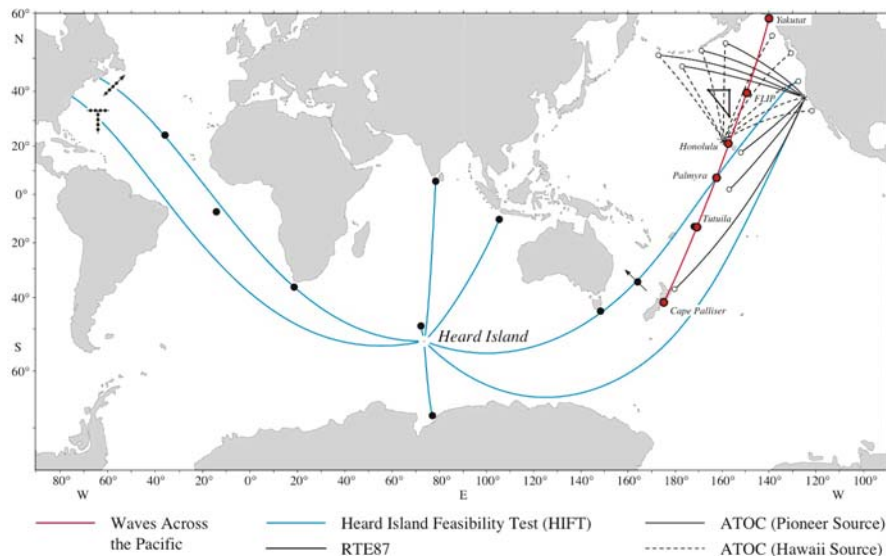 60°
N
40°
20°
0°
20°
40°
S
60°
Yakutat
FLIP
Honolulu
Palmyra
Tutuila
Cape Palliser
Heard Island
80° 60° 40° 20° 0° 20° 40° 60° 80° 100° 120° 140° 160° 180° 160° 140° 120° 100° 80°
W E W
Waves Across
the Pacific
Heard Island Feasibility Test (HIFT)
RTE87
ATOC (Pioneer Source)
ATOC (Hawaii Source)